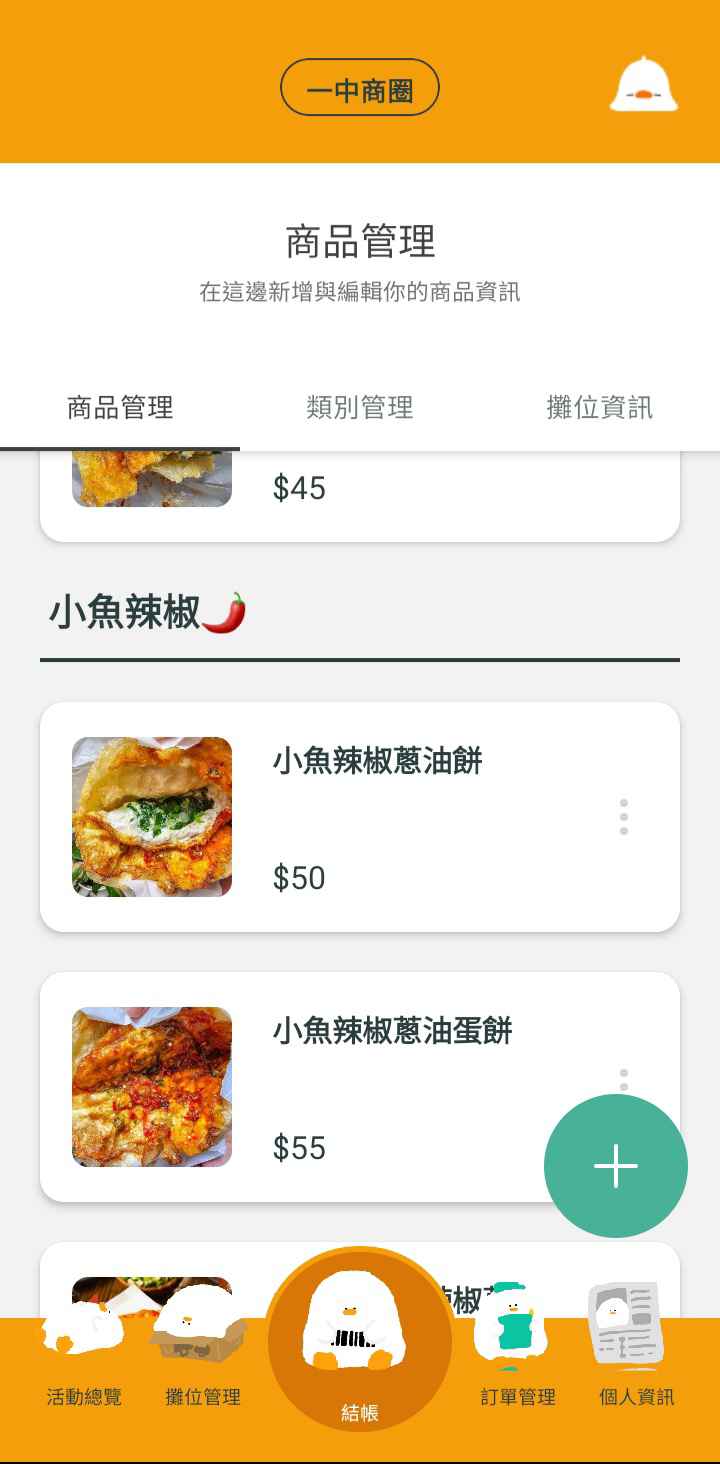 一中商圈
商品管理
在這邊新增與編輯你的商品資訊
商品管理
類別管理
攤位資訊
$45
小魚辣椒🌶️
小魚辣椒蔥油餅
$50
小魚辣椒蔥油蛋餅
$55
活動總覽
攤位管理
結帳
訂單管理
個人資訊